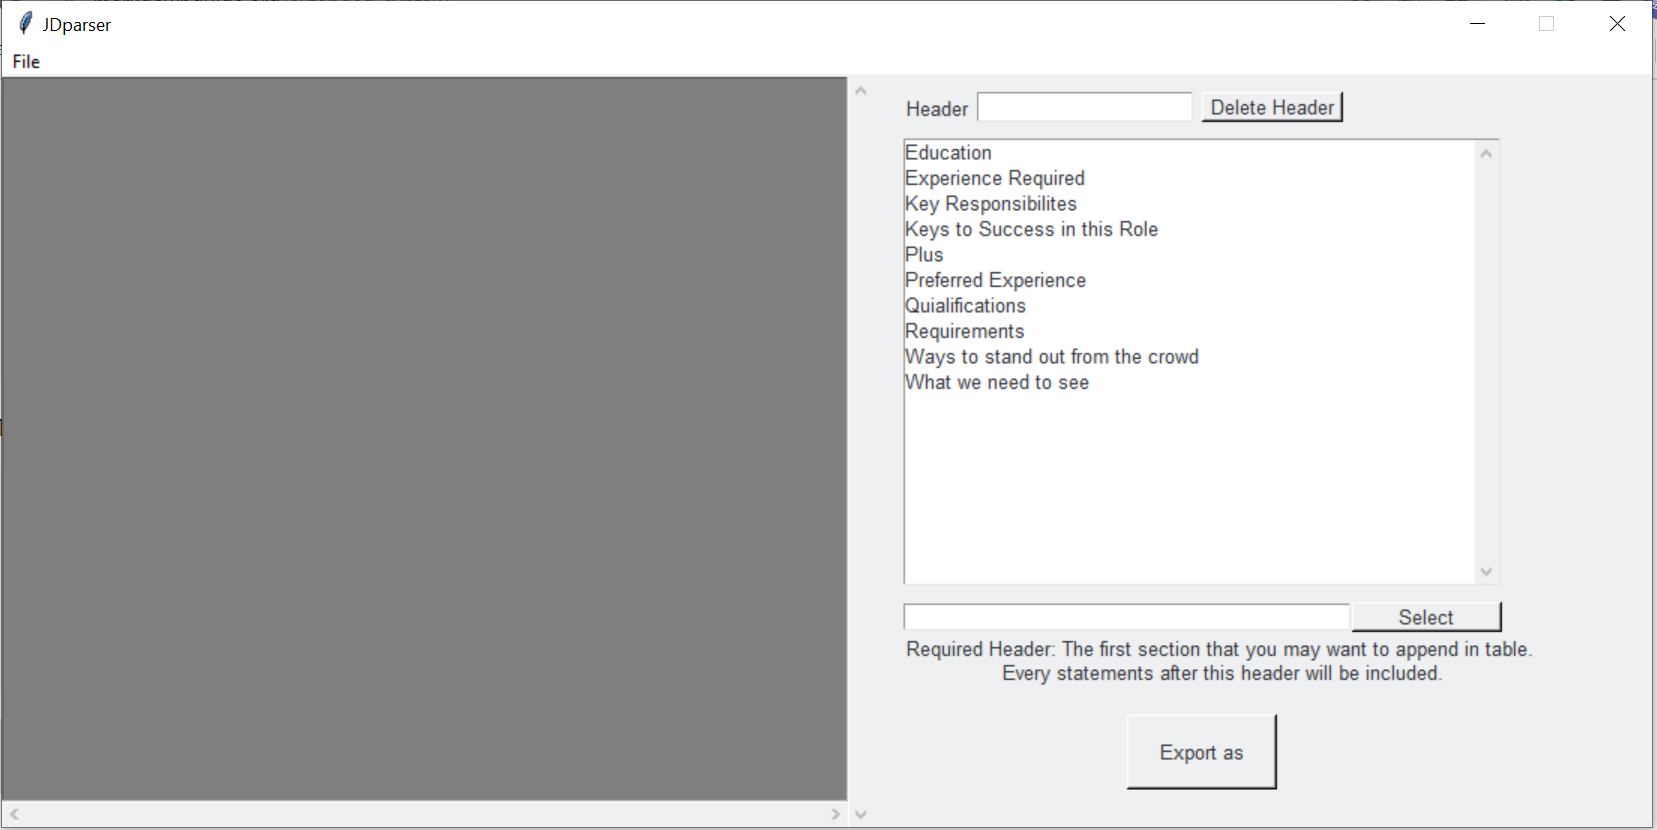 JDparser
File
Header
Delete Header
Education
Experience Required
Key Responsibilites
Keys to Success in this Role
Plus
Preferred Experience
Quialifications
Requirements
Ways to stand out from the crowd
What we need to see
Select
Required Header: The first section that you may want to append in table.
Every statements after this header will be included.
Export as